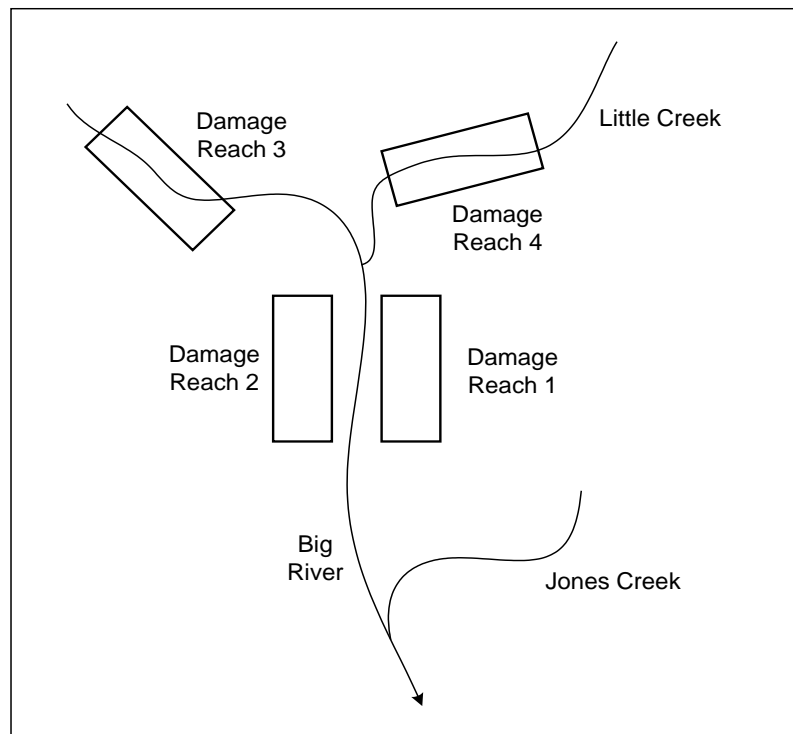 Damage
Reach 3
Little Creek
Damage
Reach 4
Damage
Reach 2
Damage
Reach 1
Big
River
Jones Creek